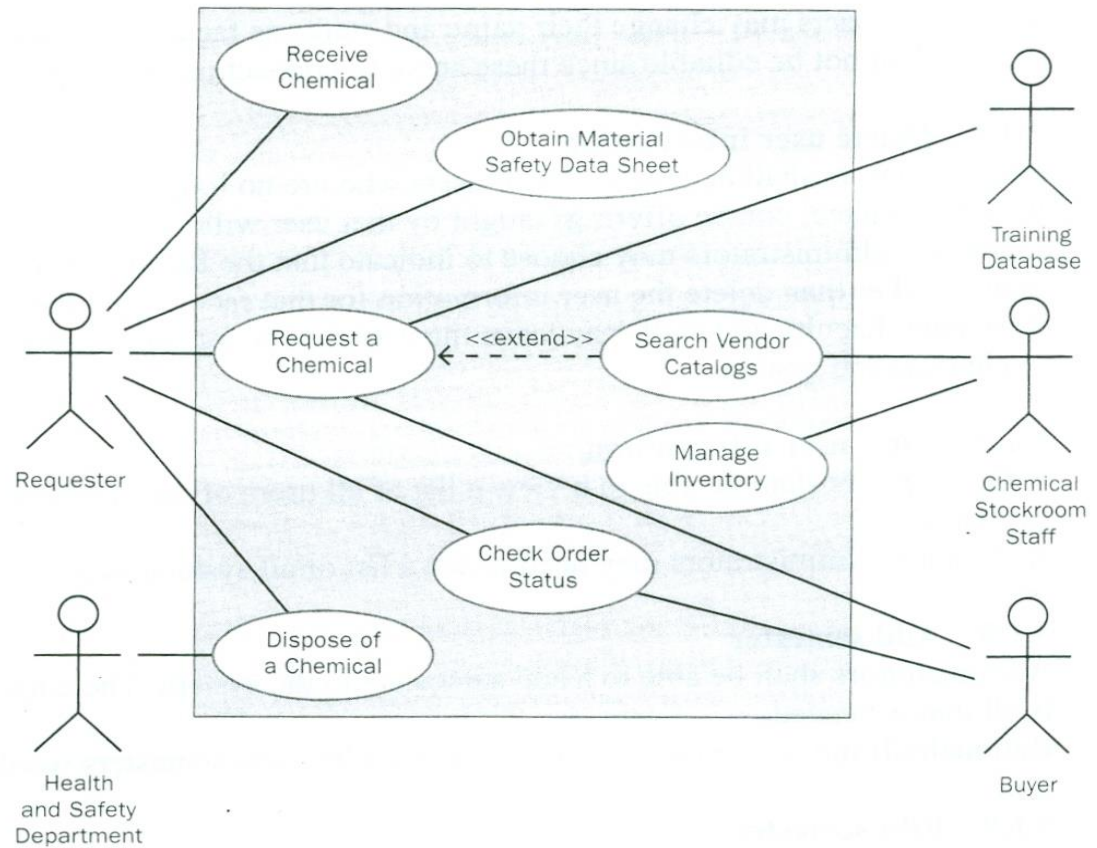 Receive
Chemical
Obtain Material
Safety Data Sheet
Training
Database
Request a
Chemical
<<extend>>
Search Vendor
Catalogs
Requester
Manage
Inventory
Chemical
Stockroom
Staff
Check Order
Status
Dispose of
a Chemical
Health
and Safety
Department
Buyer